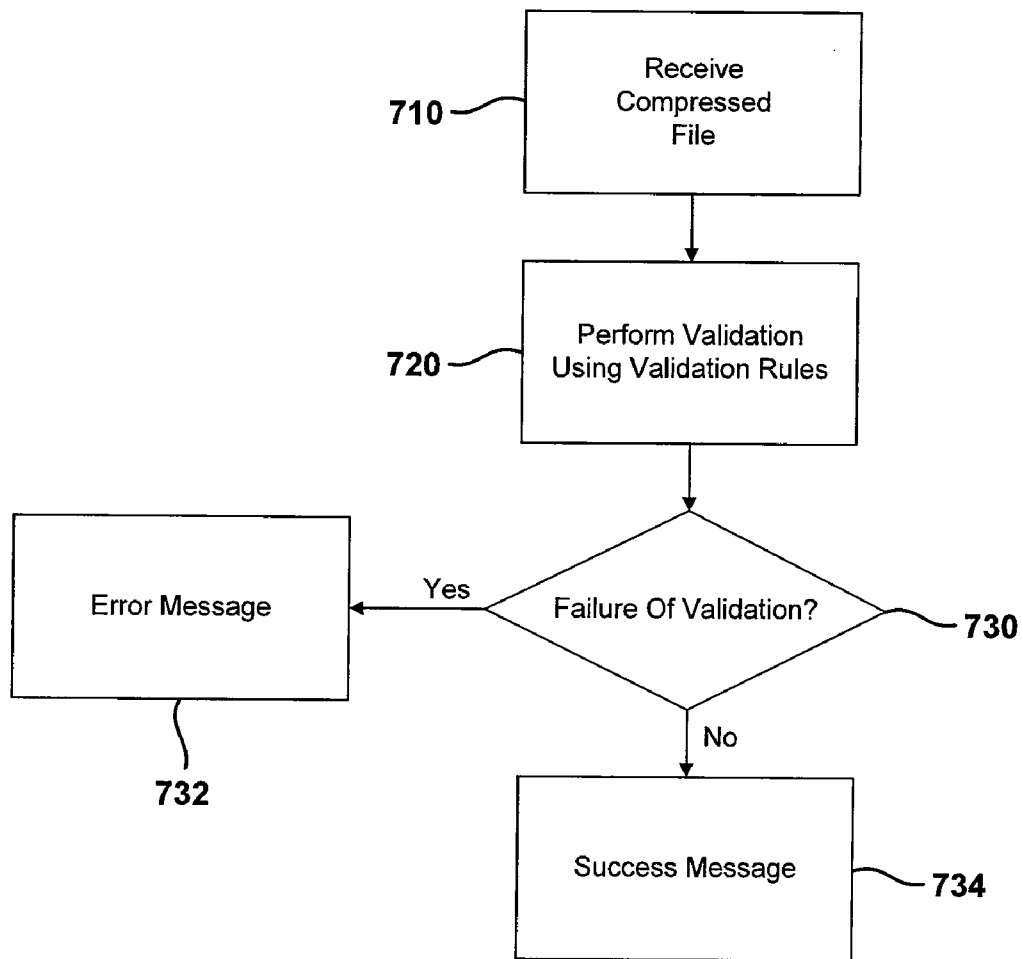 Receive
Compressed
File
710
Perform Validation
Using Validation Rules
720
Failure Of Validation?
730
Yes
Error Message
732
No
Success Message
734